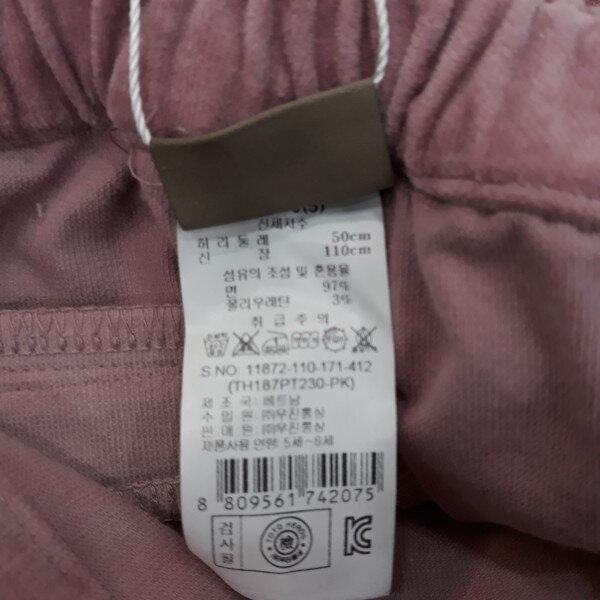 신체치수
허리둘레 50cm
신 장 110cm
섬유의 조성 및 혼용율
면 97%
폴리우레탄 3%
취 급 주 의
S.NO 11872-110-171-412
(TH187PT230-PK)
제 조 국 : 베트남
수 입 원 : ㈜우진통상
판 매 원 : ㈜우진통상
제품사용 연령: 5세~6세
8 809561 742075
검사필
TOTO HEROS
檢